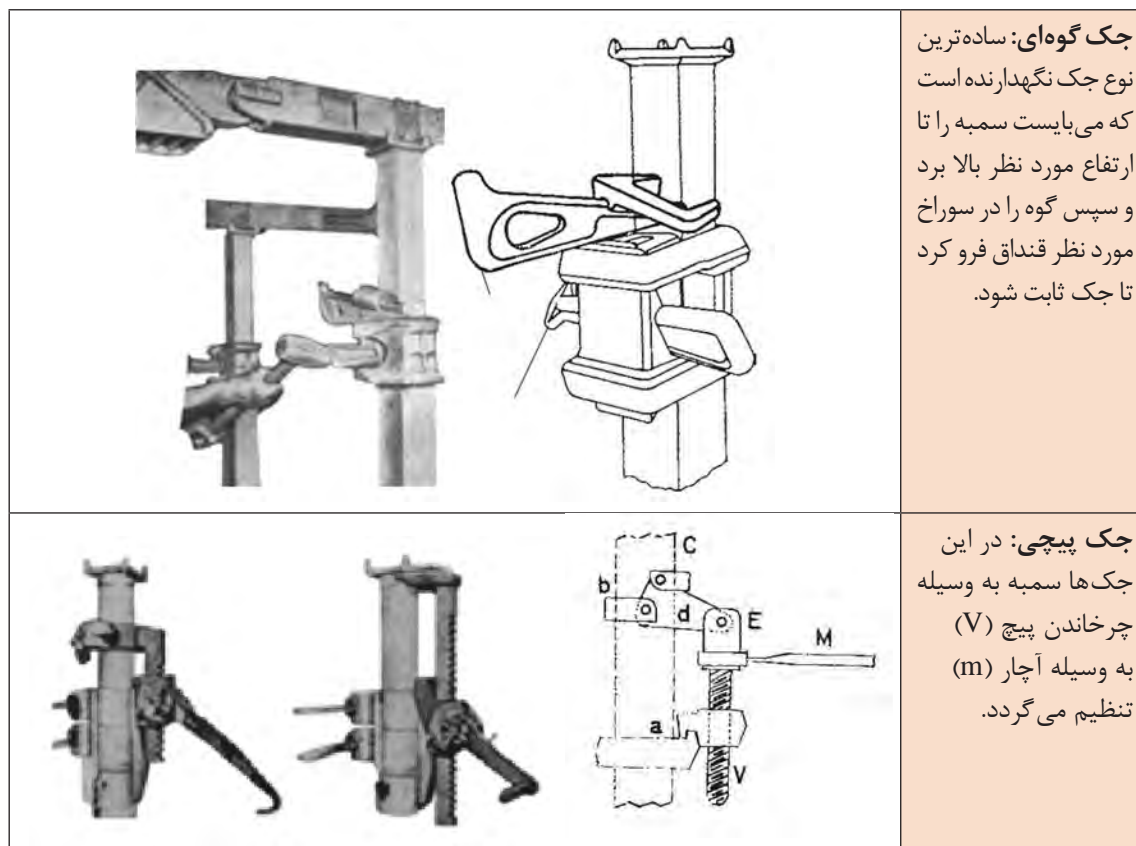 جک گوه‌ای: ساده‌ترین
نوع جک نگهدارنده است
که می‌بایست سمبه را تا
ارتفاع مورد نظر بالا برد
و سپس گوه را در سوراخ
مورد نظر قنداق فرو کرد
تا جک ثابت شود.
جک پیچی: در این
جک‌ها سمبه به وسیله
چرخاندن پیچ (V)
به وسیله آچار (m)
تنظیم می‌گردد.
C
b
d
E
M
a
V